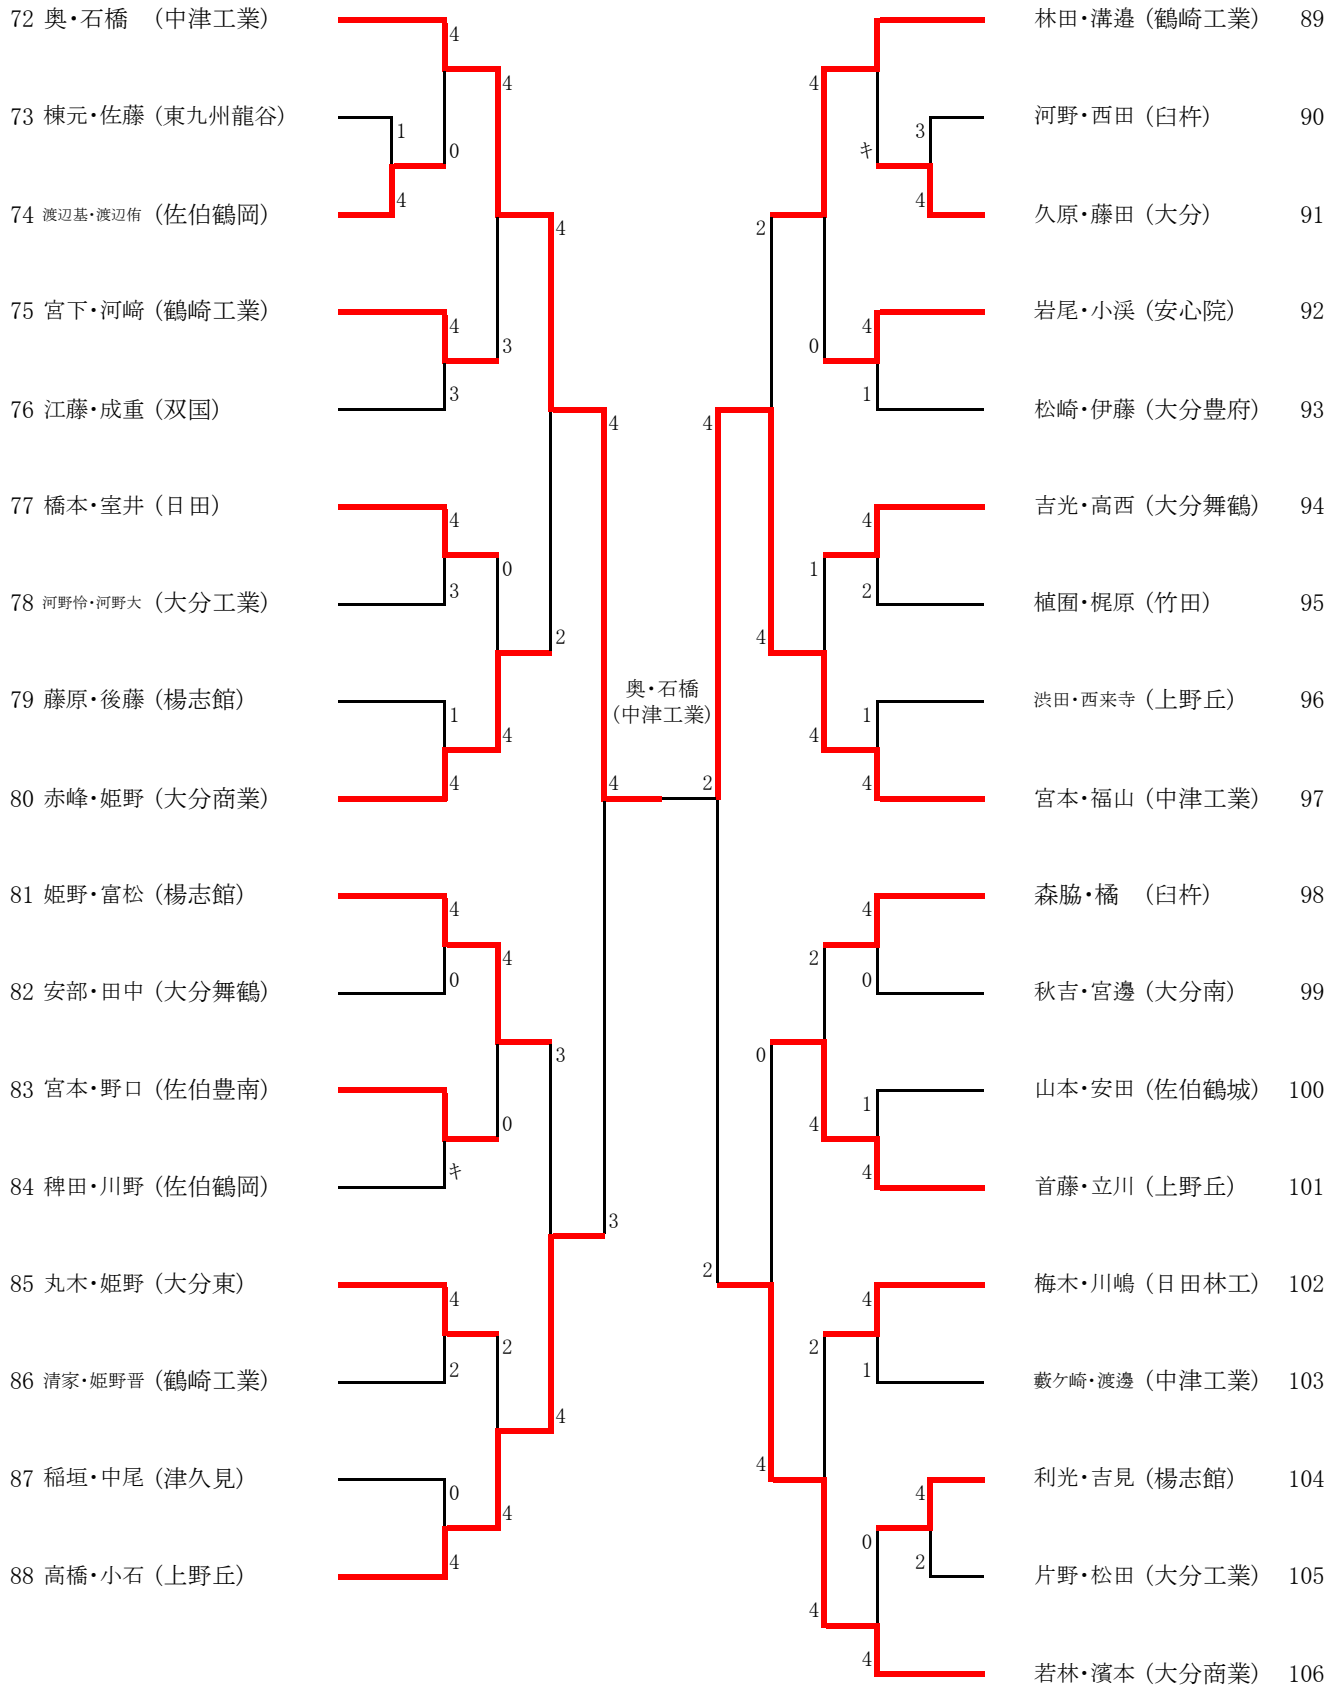 72 奥・石橋 (中津工業)
73 棟元・佐藤 (東九州龍谷)
74 渡辺基・渡辺侑 (佐伯鶴岡)
75 宮下・河﨑 (鶴崎工業)
76 江藤・成重 (双国)
77 橋本・室井 (日田)
78 河野怜・河野大 (大分工業)
79 藤原・後藤 (楊志館)
80 赤峰・姫野 (大分商業)
81 姫野・富松 (楊志館)
82 安部・田中 (大分舞鶴)
83 宮本・野口 (佐伯豊南)
84 稗田・川野 (佐伯鶴岡)
85 丸木・姫野 (大分東)
86 清家・姫野晋 (鶴崎工業)
87 稲垣・中尾 (津久見)
88 高橋・小石 (上野丘)
4
1
4
0
4
3
4
3
1
4
4
0
キ
4
2
0
4
4
3
0
4
4
0
2
4
4
2
3
4
4
3
4
奥・石橋
(中津工業)
2
4
2
2
4
0
4
4
0
1
4
2
4
2
4
キ
4
1
4
2
1
4
4
0
1
4
4
1
0
4
3
4
4
2
林田・溝邉 (鶴崎工業) 89
河野・西田 (臼杵) 90
久原・藤田 (大分) 91
岩尾・小渓 (安心院) 92
松崎・伊藤 (大分豊府) 93
吉光・高西 (大分舞鶴) 94
植囿・梶原 (竹田) 95
渋田・西来寺 (上野丘) 96
宮本・福山 (中津工業) 97
森脇・橘 (臼杵) 98
秋吉・宮邊 (大分南) 99
山本・安田 (佐伯鶴城) 100
首藤・立川 (上野丘) 101
梅木・川嶋 (日田林工) 102
藪ケ崎・渡邊 (中津工業) 103
利光・吉見 (楊志館) 104
片野・松田 (大分工業) 105
若林・濱本 (大分商業) 106